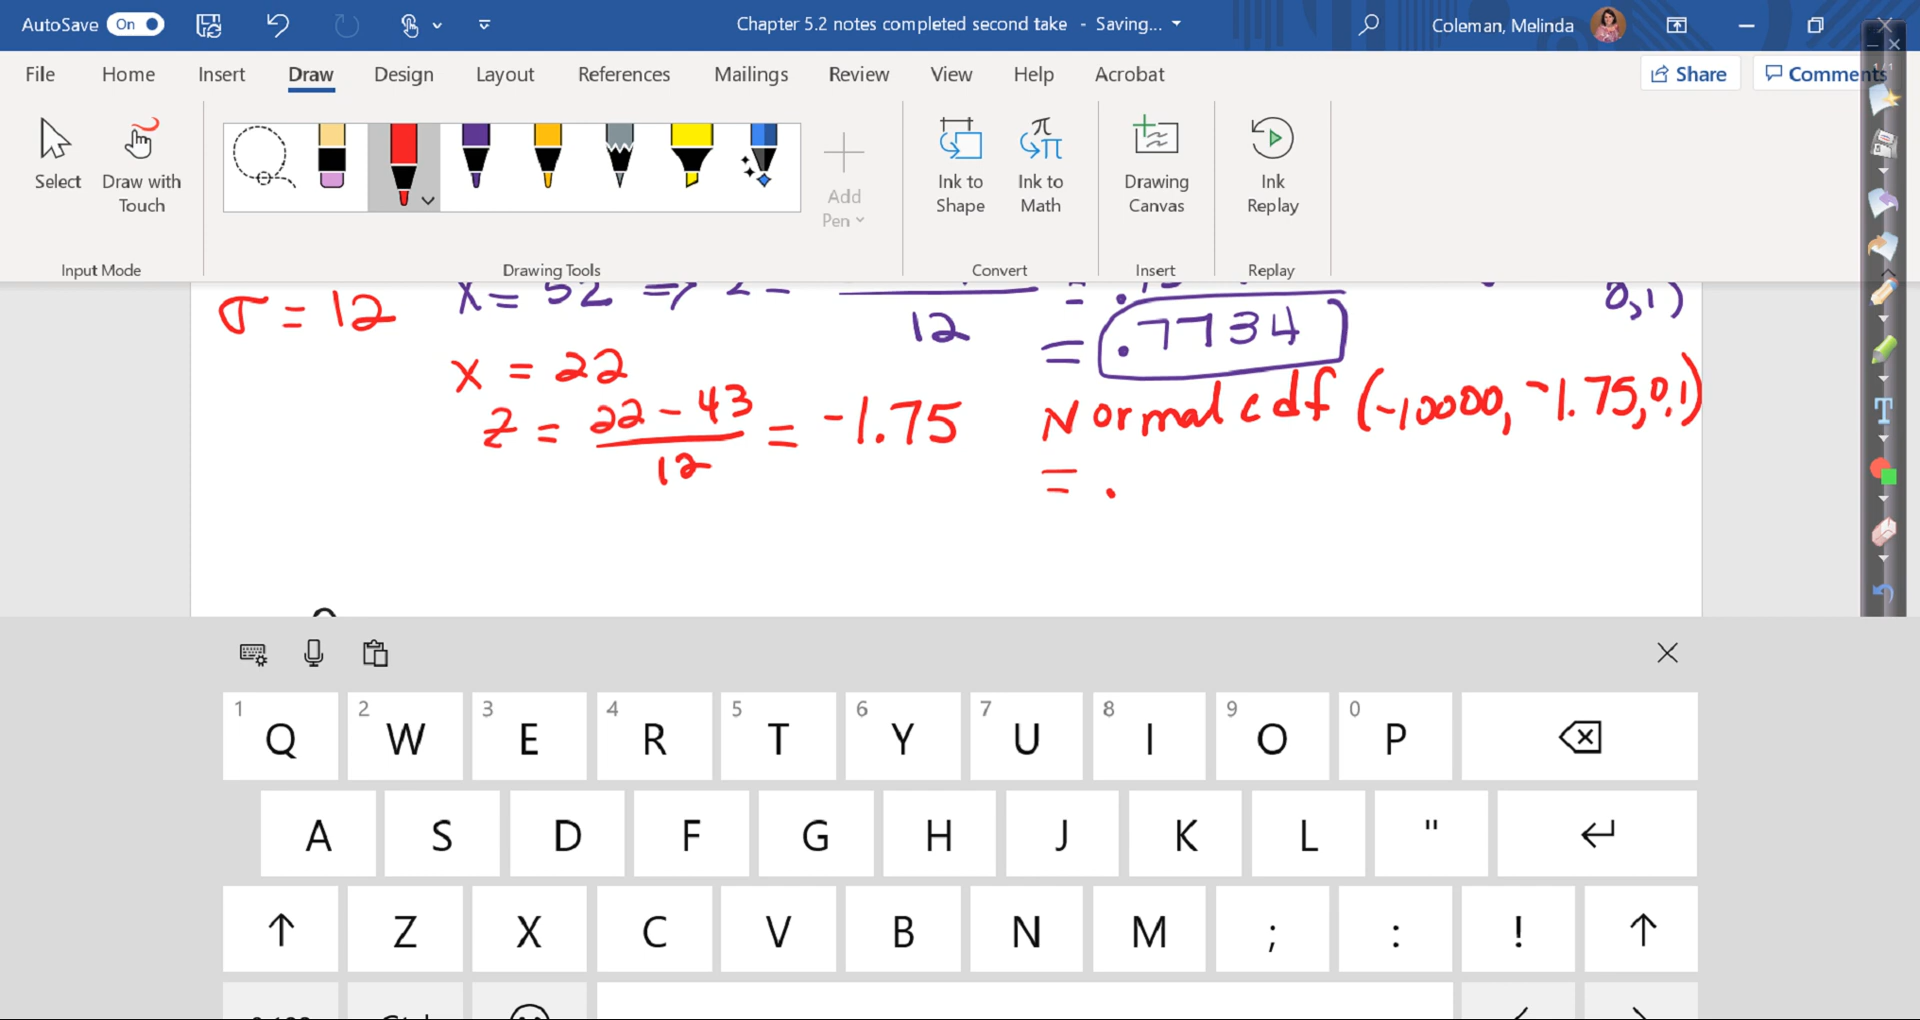 AutoSave On Chapter 5.2 notes completed second take - Saving... Coleman, Melinda
File Home Insert Draw Design Layout References Mailings Review View Help Acrobat Share Comments
1/1
Select
Draw with Touch
Add Pen
Ink to Shape
Ink to Math
Drawing Canvas
Ink Replay
Input Mode Drawing Tools Convert Insert Replay
σ = 12 x = 52 ⇒ z = 12 = 0,1)
= .7734
x = 22
z = 22 - 43 / 12 = -1.75 Normalcdf (-10000, -1.75, 0,1)
= .
1 Q 2 W 3 E 4 R 5 T 6 Y 7 U 8 I 9 O 0 P
A S D F G H J K L "
Z X C V B N M ; : !